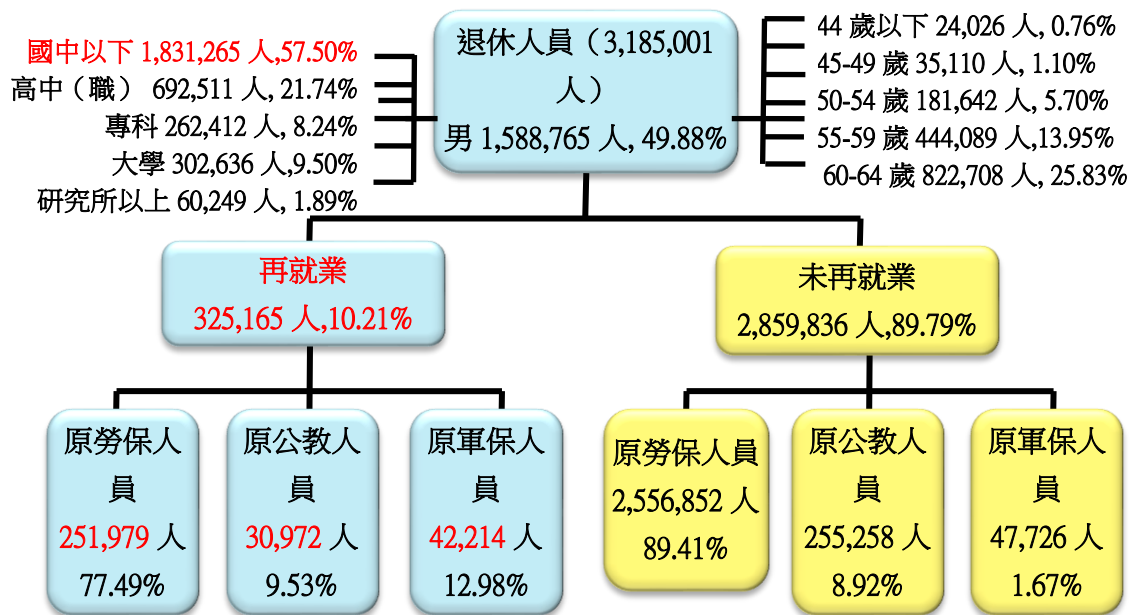 國中以下 1,831,265 人,57.50%
高中（職） 692,511 人, 21.74%
專科 262,412 人, 8.24%
大學 302,636 人,9.50%
研究所以上 60,249 人, 1.89%
退休人員（3,185,001
人）
男 1,588,765 人, 49.88%
44 歲以下 24,026 人, 0.76%
45-49 歲 35,110 人, 1.10%
50-54 歲 181,642 人, 5.70%
55-59 歲 444,089 人,13.95%
60-64 歲 822,708 人, 25.83%
再就業
325,165 人,10.21%
未再就業
2,859,836 人,89.79%
原勞保人
員
251,979 人
77.49%
原公教人
員
30,972 人
9.53%
原軍保人
員
42,214 人
12.98%
原勞保人員
2,556,852 人
89.41%
原公教人
員
255,258 人
8.92%
原軍保人
員
47,726 人
1.67%